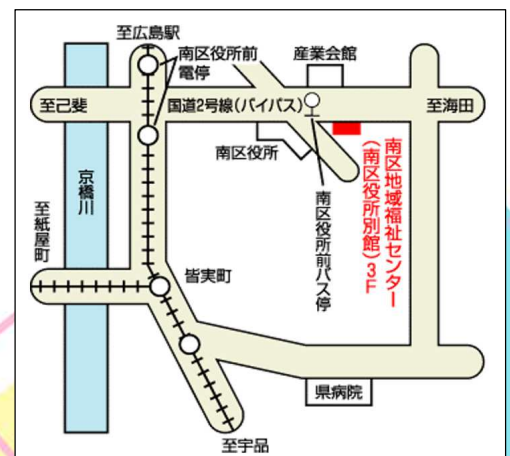 至広島駅
南区役所前
電停
産業会館
至己斐
国道2号線(バイパス)
至海田
南区役所
京橋川
至紙屋町
南区役所前バス停
南区地域福祉センター
(南区役所別館)3F
皆実町
県病院
至宇品